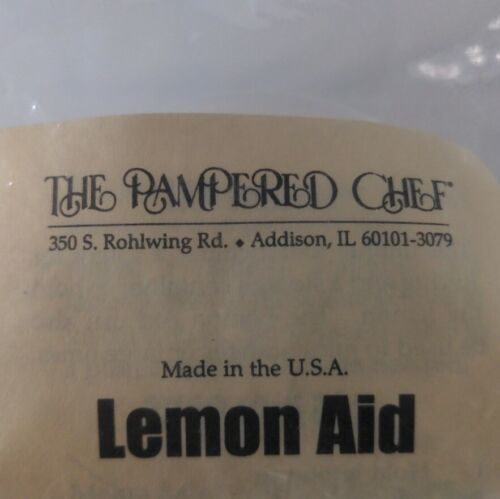 THE PAMPERED CHEF®
350 S. Rohlwing Rd. ⬥ Addison, IL 60101-3079
Made in the U.S.A.
Lemon Aid